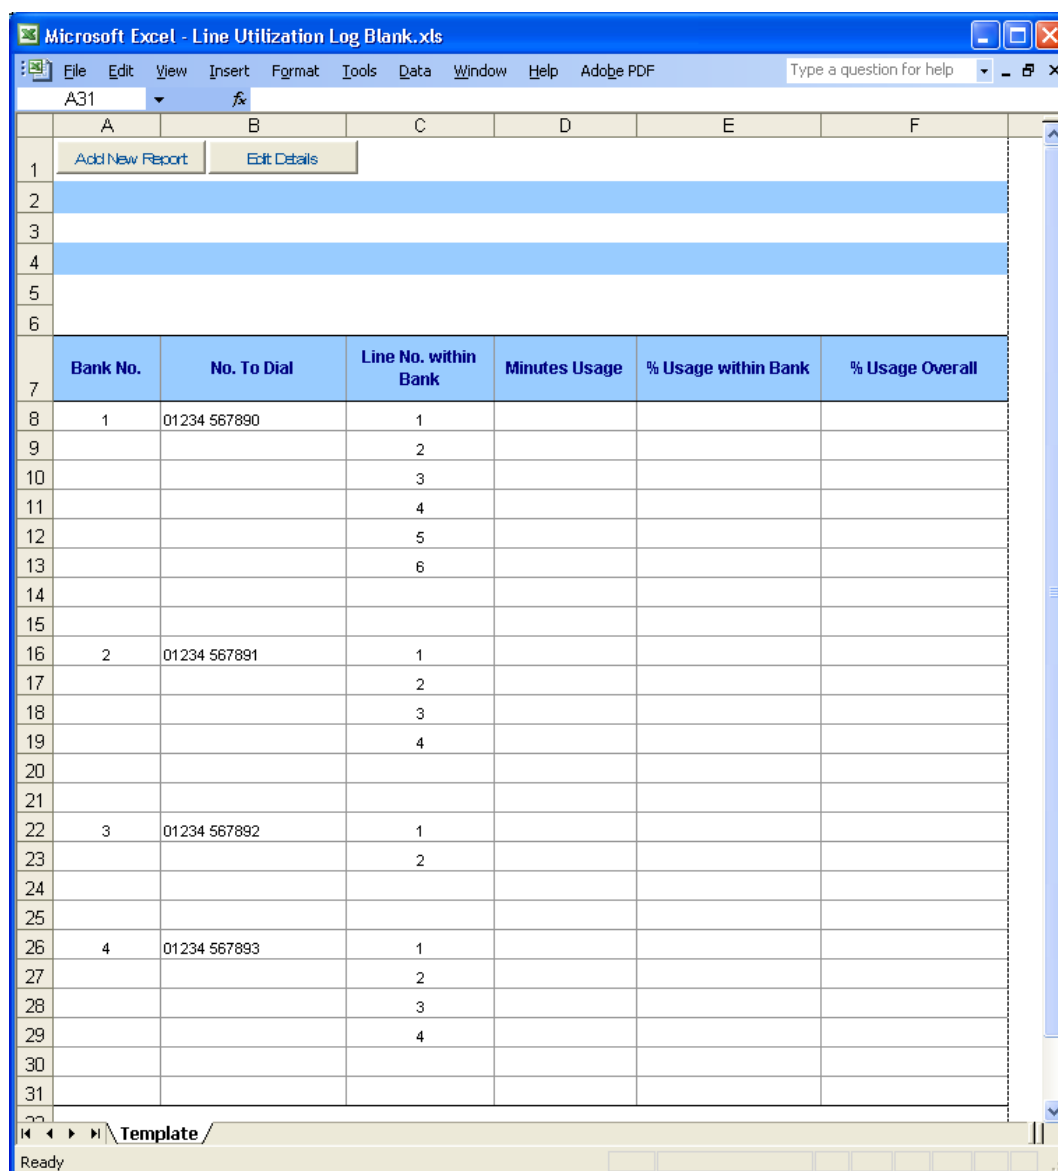 Microsoft Excel - Line Utilization Log Blank.xls
File Edit View Insert Format Tools Data Window Help Adobe PDF Type a question for help
A31 fx
A B C D E F
1 Add New Report Edit Details
2
3
4
5
6
7 Bank No. No. To Dial Line No. within Bank Minutes Usage % Usage within Bank % Usage Overall
8 1 01234 567890 1
9 2
10 3
11 4
12 5
13 6
14
15
16 2 01234 567891 1
17 2
18 3
19 4
20
21
22 3 01234 567892 1
23 2
24
25
26 4 01234 567893 1
27 2
28 3
29 4
30
31
Template
Ready